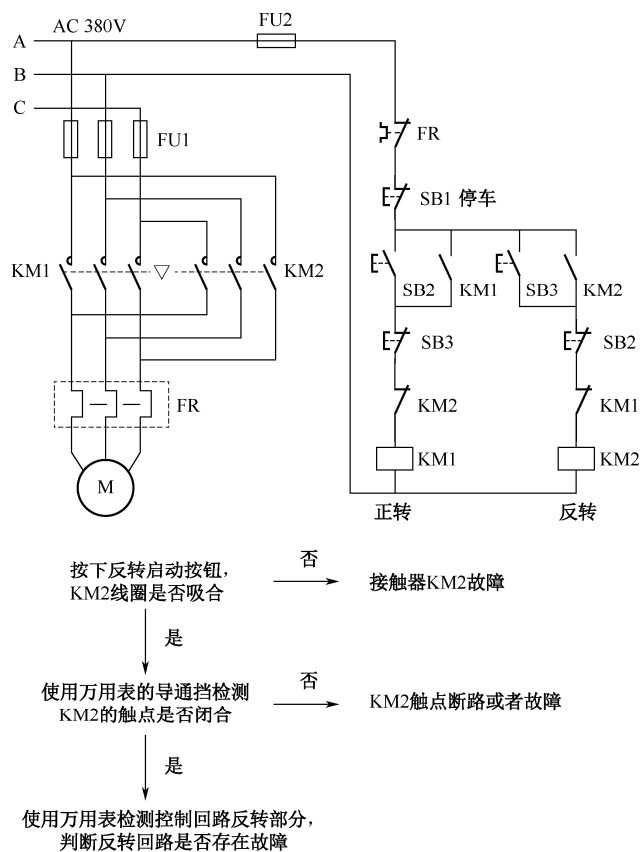 AC 380V
FU2
A
B
C
FU1
FR
SB1 停车
KM1
KM2
SB2
KM1
SB3
KM2
SB3
SB2
FR
KM2
KM1
M
KM1
KM2
正转
反转
按下反转启动按钮，
KM2线圈是否吸合
否
接触器KM2故障
是
使用万用表的导通挡检测
KM2的触点是否闭合
否
KM2触点断路或者故障
是
使用万用表检测控制回路反转部分，
判断反转回路是否存在故障